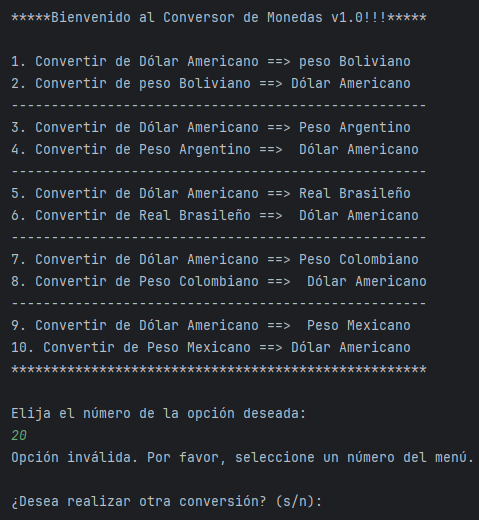 *****Bienvenido al Conversor de Monedas v1.0!!!*****
1. Convertir de Dólar Americano ==> peso Boliviano
2. Convertir de peso Boliviano ==> Dólar Americano
----------------------------------------------------
3. Convertir de Dólar Americano ==> Peso Argentino
4. Convertir de Peso Argentino ==>  Dólar Americano
----------------------------------------------------
5. Convertir de Dólar Americano ==> Real Brasileño
6. Convertir de Real Brasileño ==>  Dólar Americano
----------------------------------------------------
7. Convertir de Dólar Americano ==> Peso Colombiano
8. Convertir de Peso Colombiano ==>  Dólar Americano
----------------------------------------------------
9. Convertir de Dólar Americano ==>  Peso Mexicano
10. Convertir de Peso Mexicano ==> Dólar Americano
****************************************************
Elija el número de la opción deseada:
20
Opción inválida. Por favor, seleccione un número del menú.
¿Desea realizar otra conversión? (s/n):